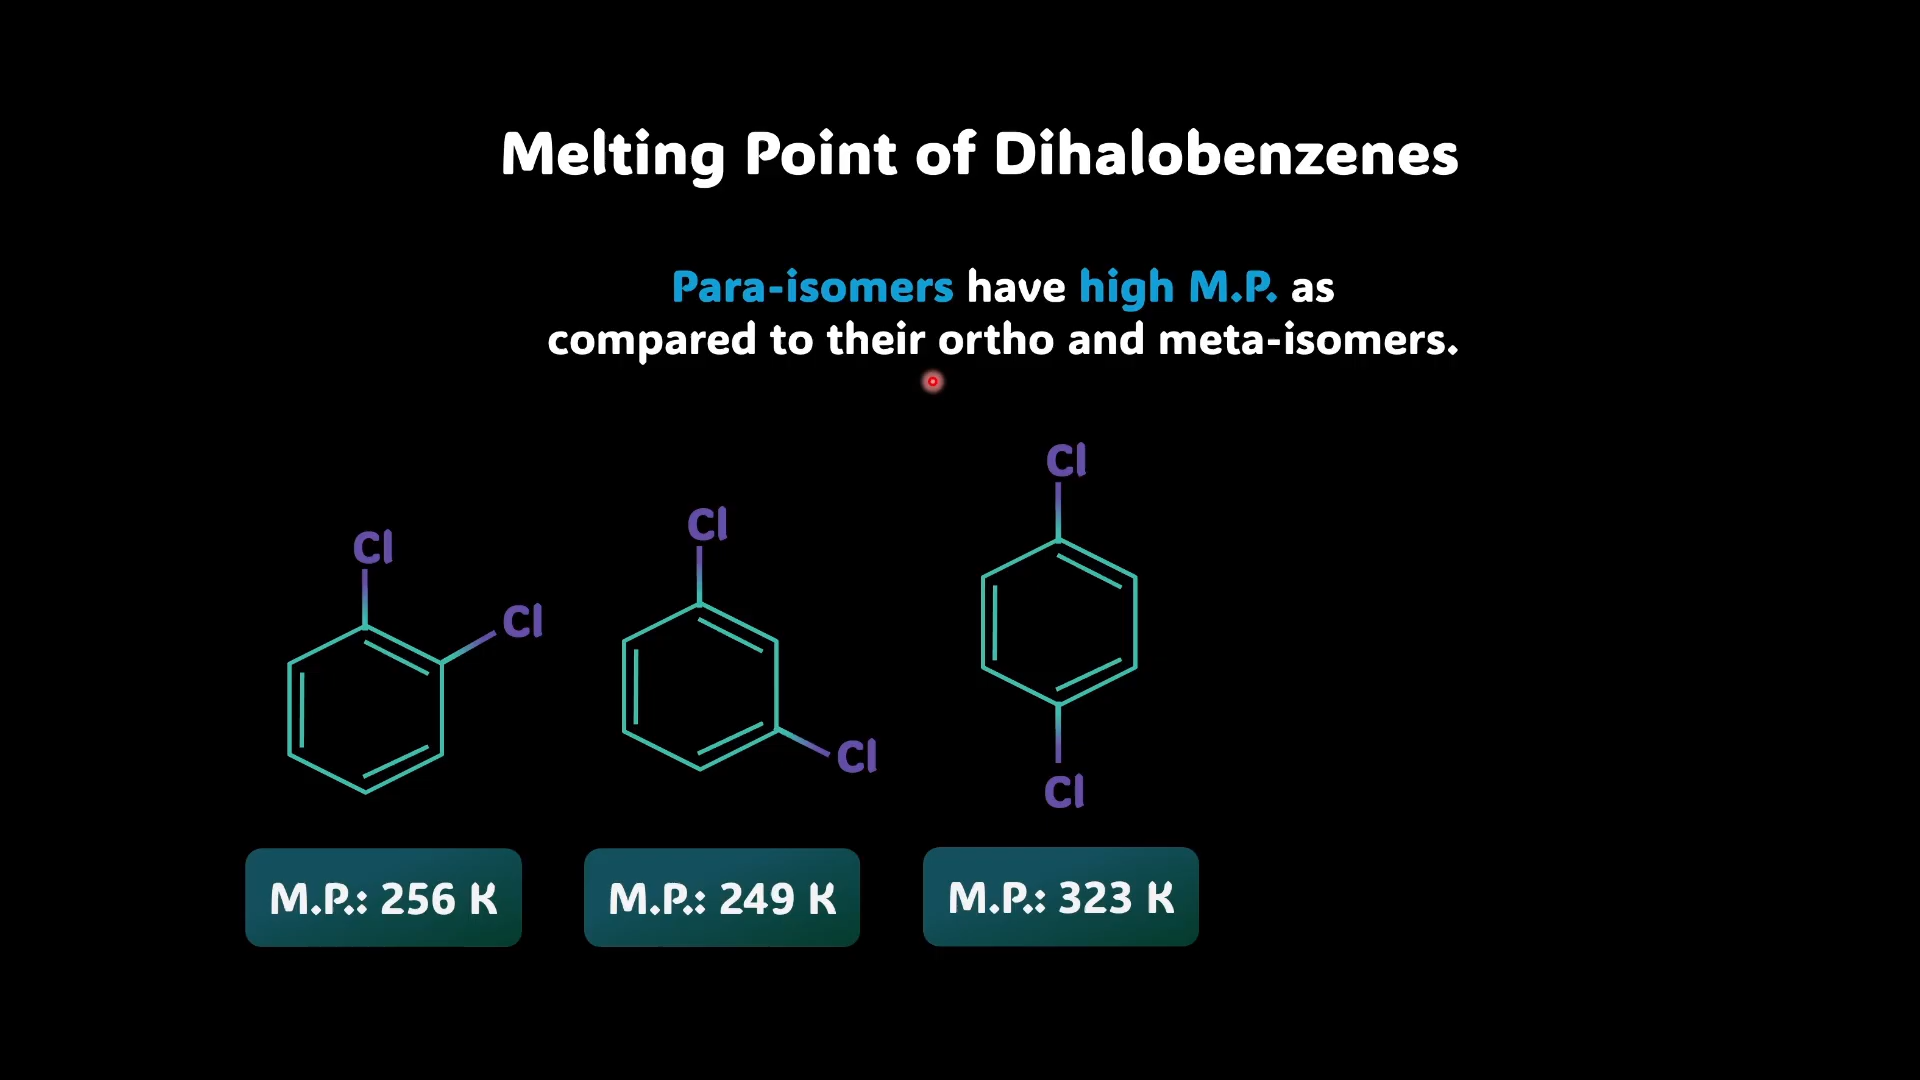 Melting Point of Dihalobenzenes
Para-isomers have high M.P. as
compared to their ortho and meta-isomers.
Cl
Cl
Cl
Cl
Cl
Cl
M.P.: 256 K
M.P.: 249 K
M.P.: 323 K